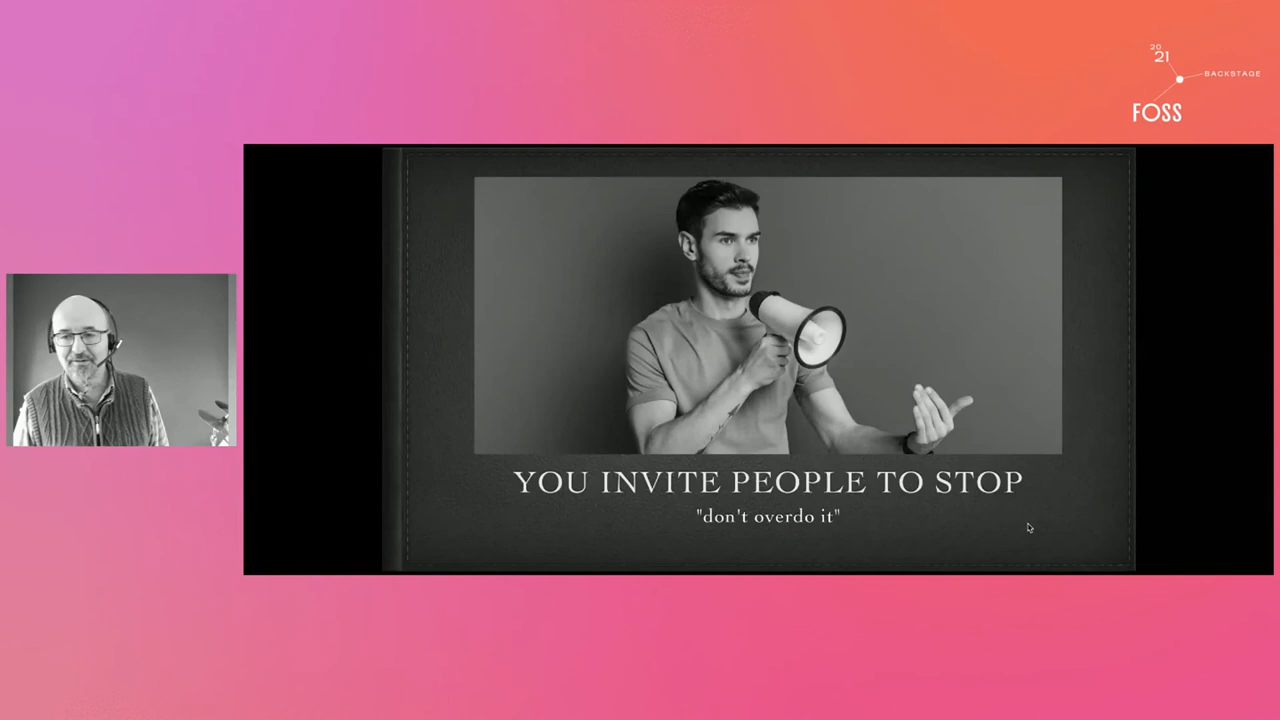 20
21
BACKSTAGE
FOSS
YOU INVITE PEOPLE TO STOP
"don't overdo it"